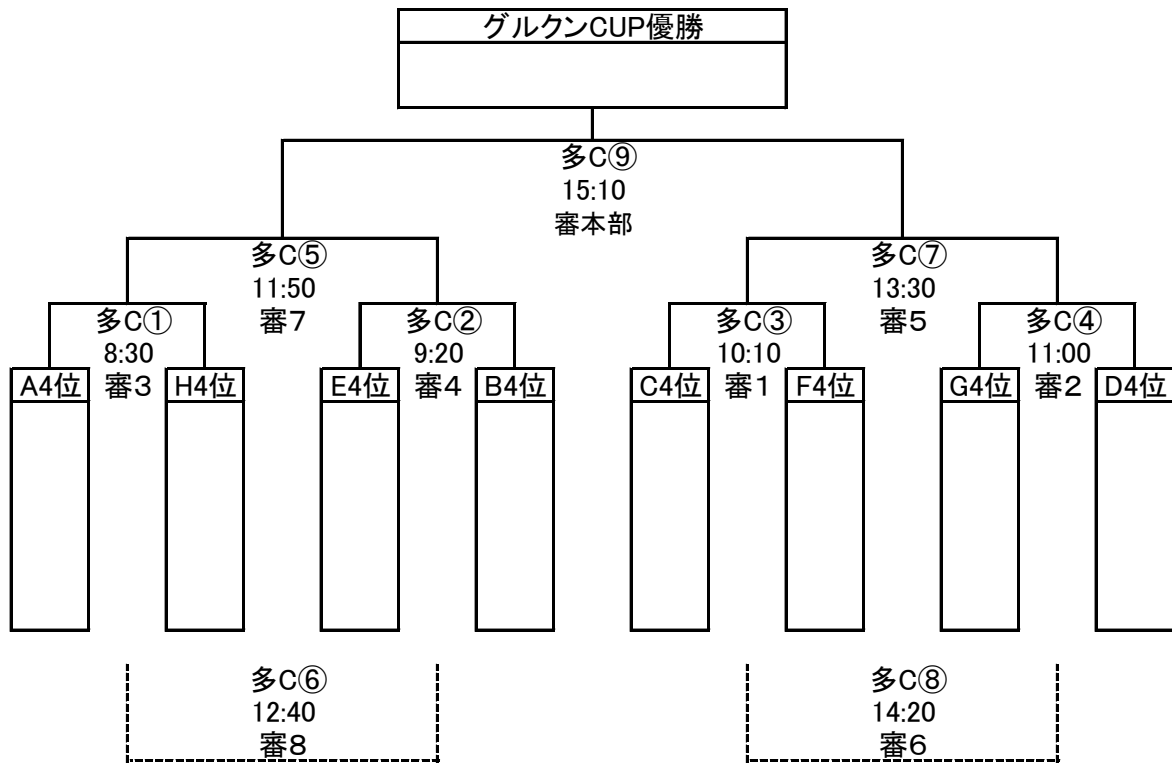 グルクンCUP優勝
多C⑨
15:10
審本部
多C⑤
11:50
審7
多C⑦
13:30
審5
多C①
8:30
審3
多C②
9:20
審4
多C③
10:10
審1
多C④
11:00
審2
A4位
H4位
E4位
B4位
C4位
F4位
G4位
D4位
多C⑥
12:40
審8
多C⑧
14:20
審6